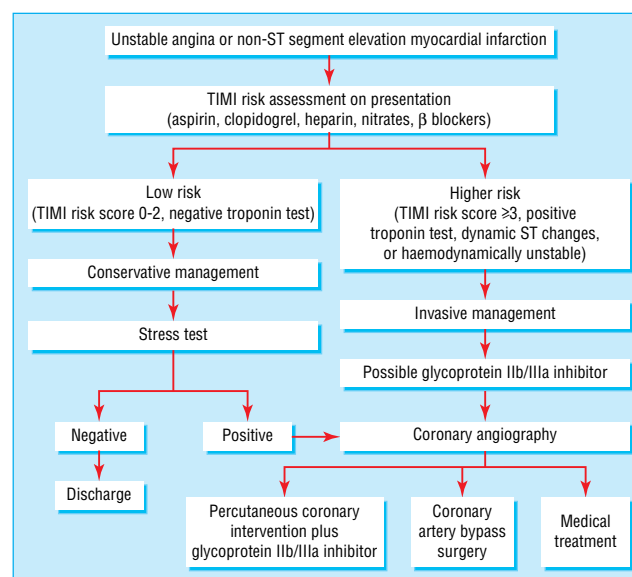 Unstable angina or non-ST segment elevation myocardial infarction
TIMI risk assessment on presentation
(aspirin, clopidogrel, heparin, nitrates, β blockers)
Low risk
(TIMI risk score 0-2, negative troponin test)
Higher risk
(TIMI risk score ≥3, positive
troponin test, dynamic ST changes,
or haemodynamically unstable)
Conservative management
Invasive management
Stress test
Possible glycoprotein IIb/IIIa inhibitor
Negative
Positive
Coronary angiography
Discharge
Percutaneous coronary
intervention plus
glycoprotein IIb/IIIa inhibitor
Coronary
artery bypass
surgery
Medical
treatment